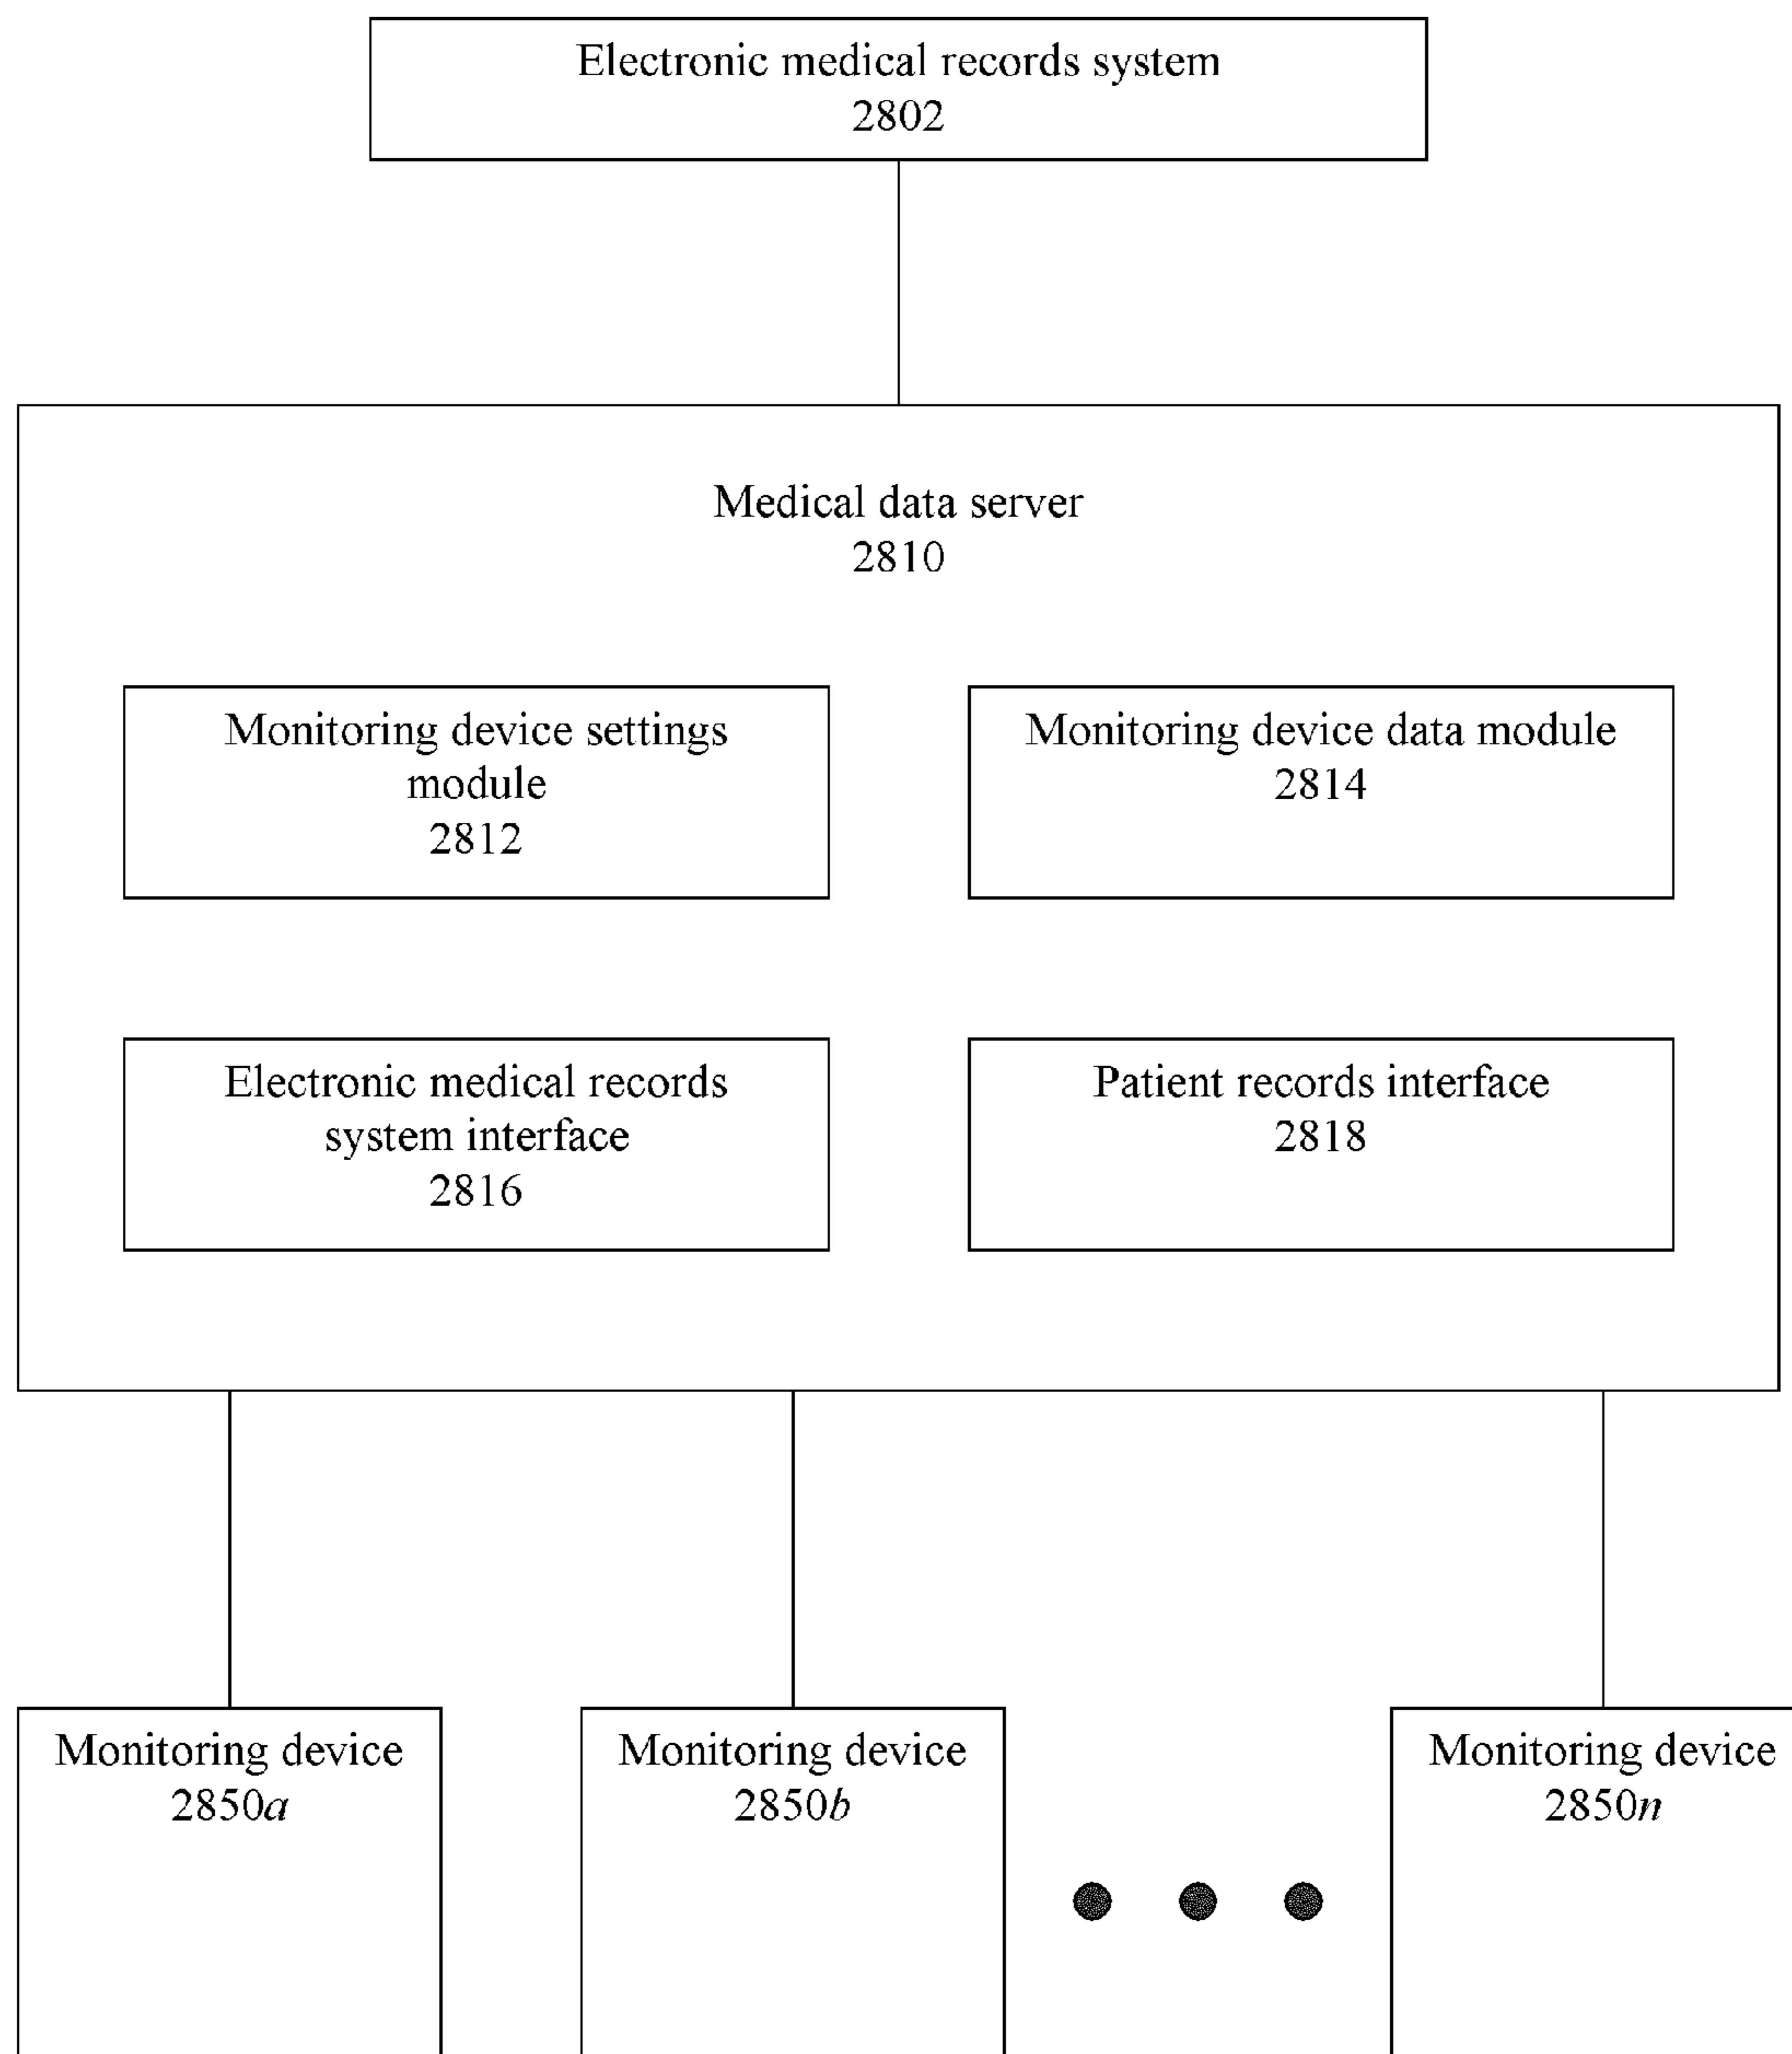 Electronic medical records system
2802
Medical data server
2810
Monitoring device settings
module
2812
Monitoring device data module
2814
Electronic medical records
system interface
2816
Patient records interface
2818
Monitoring device
2850a
Monitoring device
2850b
Monitoring device
2850n